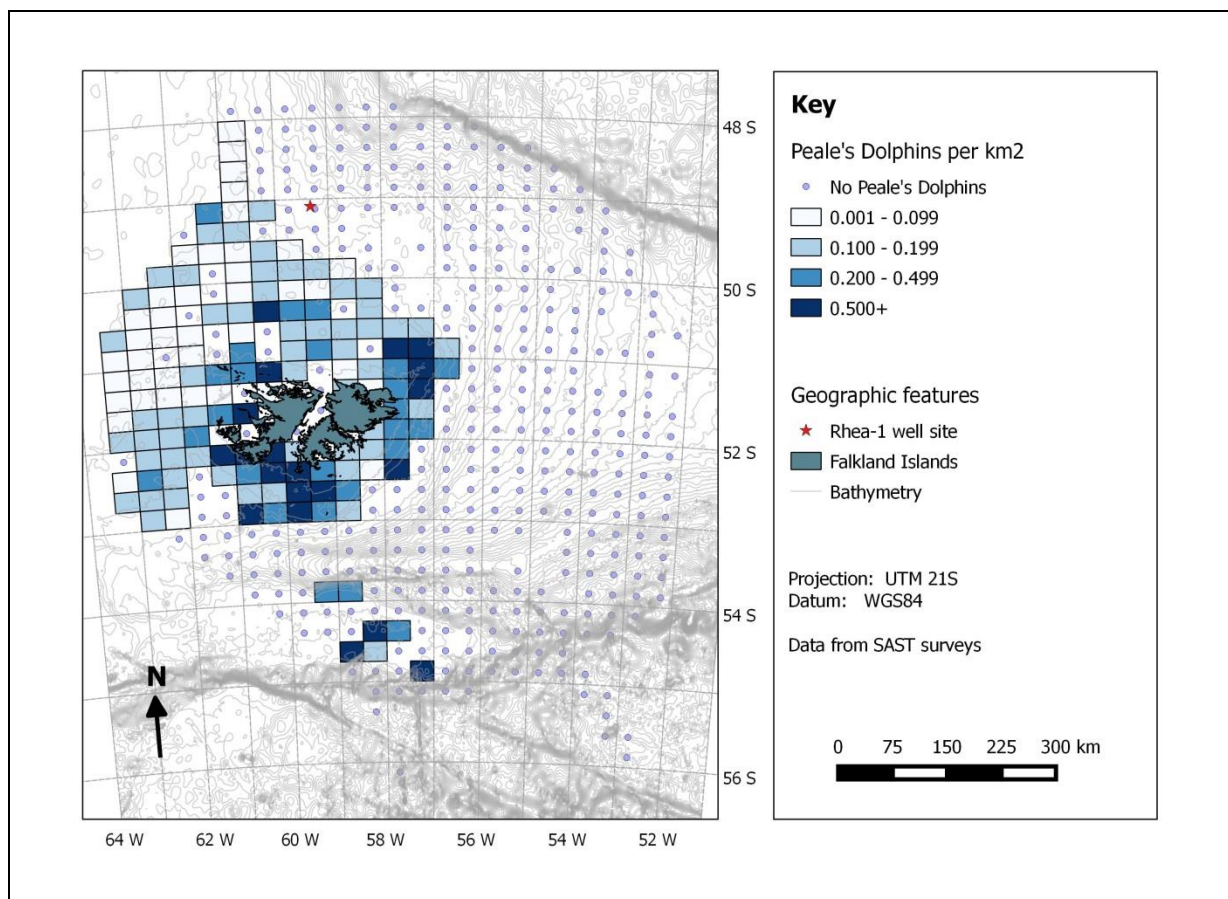 48 S
50 S
52 S
54 S
56 S
64 W
62 W
60 W
58 W
56 W
54 W
52 W
N
Key
Peale's Dolphins per km2
No Peale's Dolphins
0.001 - 0.099
0.100 - 0.199
0.200 - 0.499
0.500+
Geographic features
Rhea-1 well site
Falkland Islands
Bathymetry
Projection: UTM 21S
Datum: WGS84
Data from SAST surveys
0 75 150 225 300 km